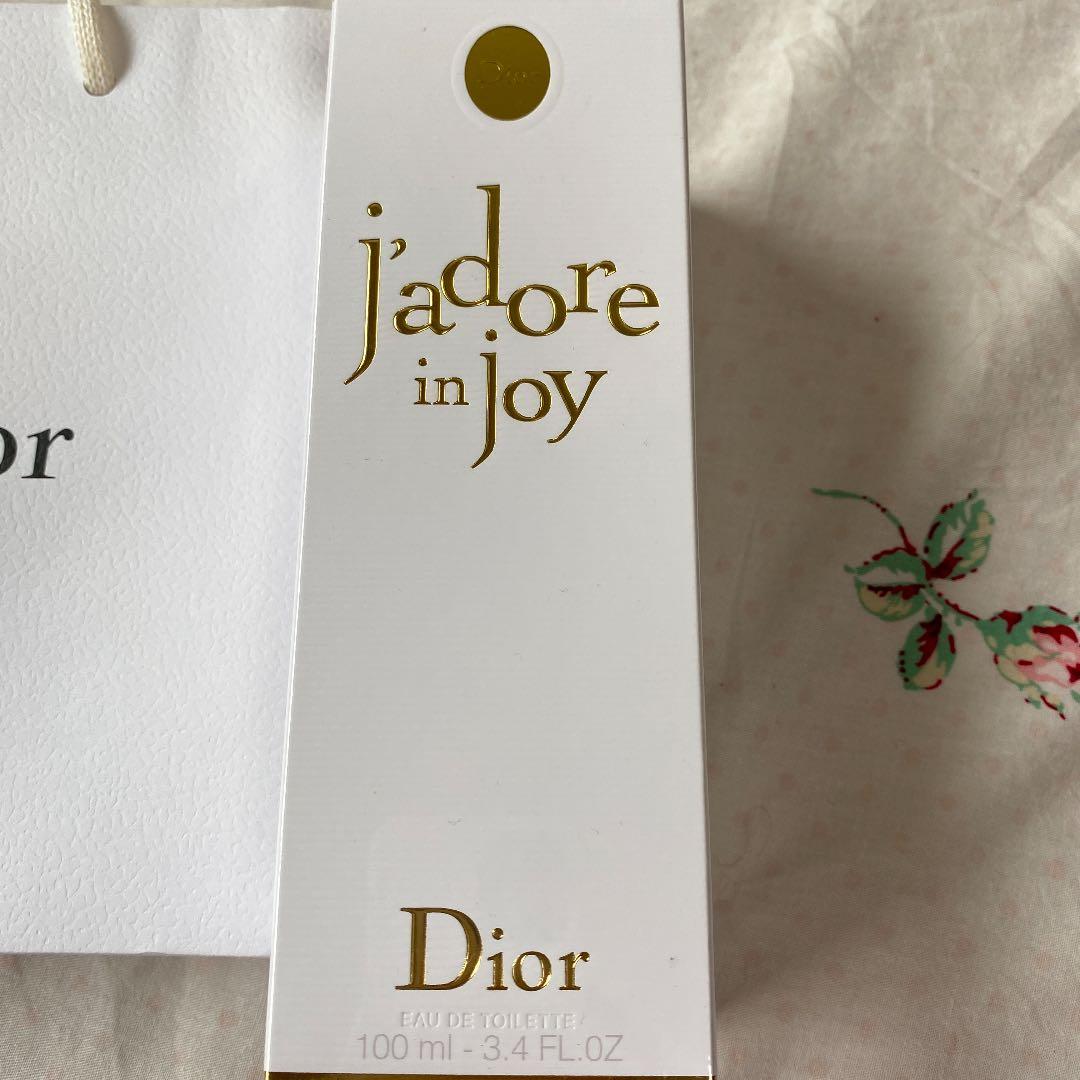 Dior
j'adore
in joy
or
Dior
EAU DE TOILETTE
100 ml - 3.4 FL.OZ